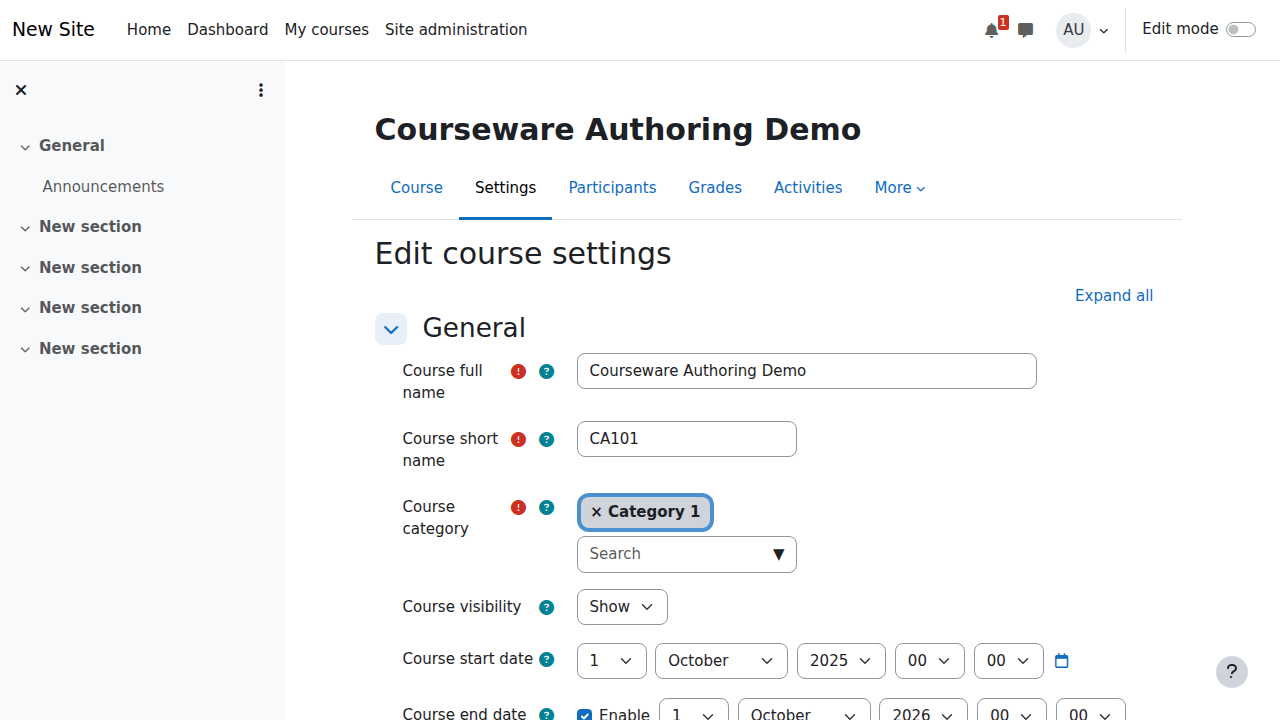 New Site Home Dashboard My courses Site administration 1 AU Edit mode
General
Announcements
New section
New section
New section
New section
Courseware Authoring Demo
Course Settings Participants Grades Activities More
Edit course settings
Expand all
General
Course full name ! ? Courseware Authoring Demo
Course short name ! ? CA101
Course category ! ? × Category 1
Search ▼
Course visibility ? Show
Course start date ? 1 October 2025 00 00
Course end date ? Enable 1 October 2026 00 00
?